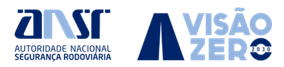 ansr
AUTORIDADE NACIONAL
SEGURANÇA RODOVIÁRIA
VISÃO
ZERO
2030